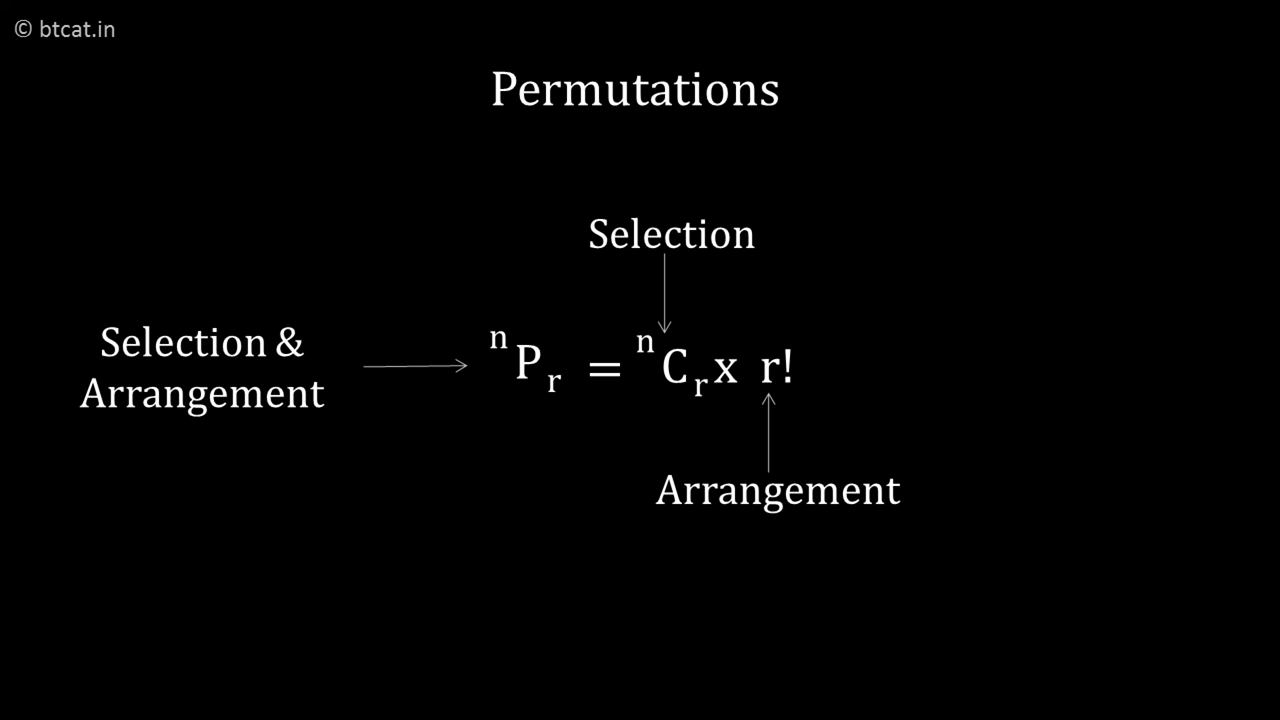 © btcat.in
Permutations
Selection
Selection &
Arrangement
ⁿPᵣ = ⁿCᵣ x r!
Arrangement